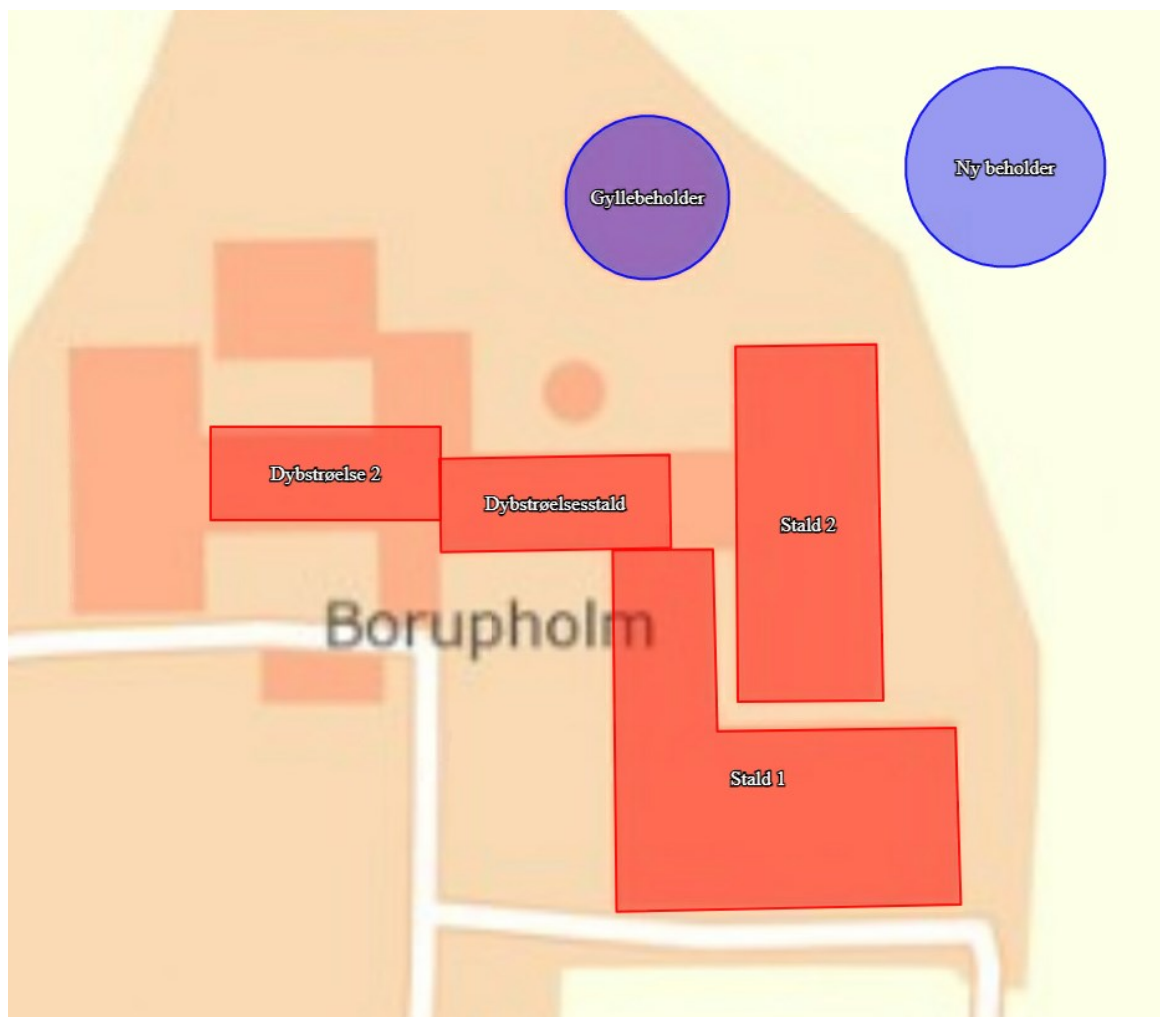 Ny beholder
Gyllebeholder
Dybstrøelse 2
Dybstrøelsesstald
Stald 2
Borupholm
Stald 1